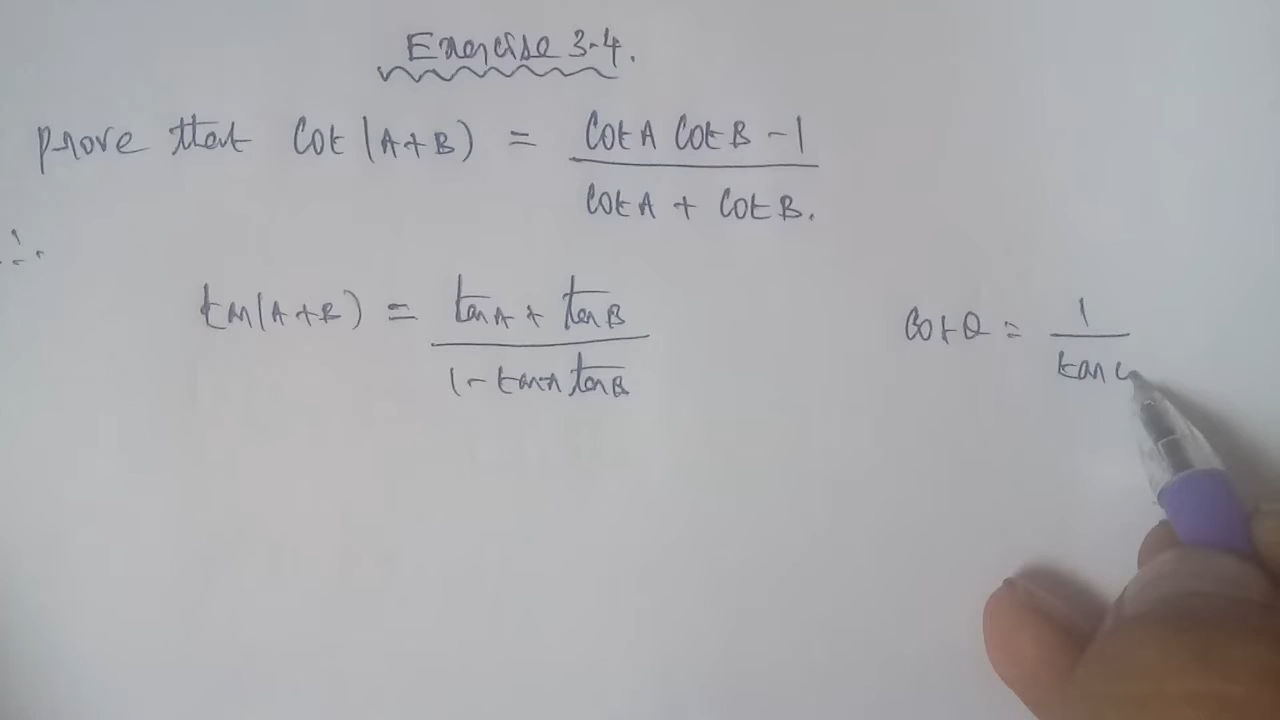 Exercise 3.4.
Prove that Cot (A+B) = CotA CotB - 1
CotA + CotB.
∴
tan(A+B) = tanA + tanB
1 - tanA tanB
Cot θ = 1
tan